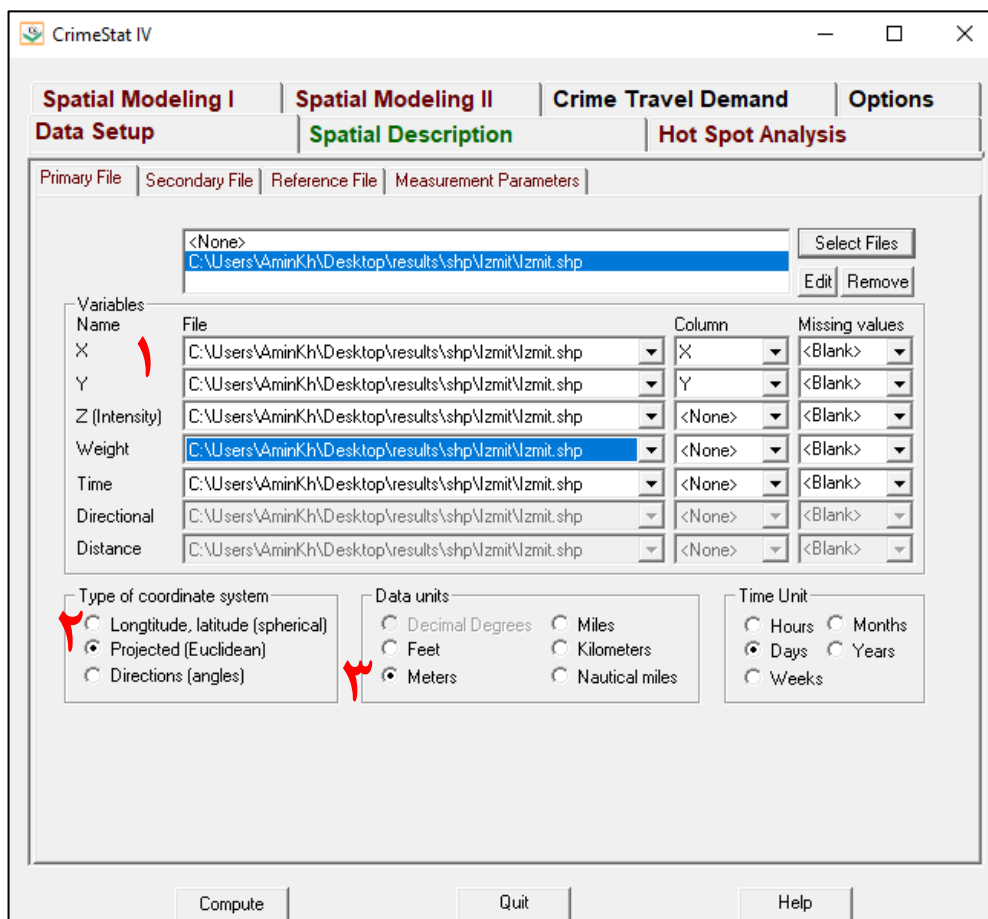 CrimeStat IV
Spatial Modeling I Spatial Modeling II Crime Travel Demand Options
Data Setup Spatial Description Hot Spot Analysis
Primary File Secondary File Reference File Measurement Parameters
<None> Select Files
C:\Users\AminKh\Desktop\results\shp\Izmit\Izmit.shp
Edit Remove
Variables
Name File Column Missing values
X ۱ C:\Users\AminKh\Desktop\results\shp\Izmit\Izmit.shp X <Blank>
Y C:\Users\AminKh\Desktop\results\shp\Izmit\Izmit.shp Y <Blank>
Z (Intensity) C:\Users\AminKh\Desktop\results\shp\Izmit\Izmit.shp <None> <Blank>
Weight C:\Users\AminKh\Desktop\results\shp\Izmit\Izmit.shp <None> <Blank>
Time C:\Users\AminKh\Desktop\results\shp\Izmit\Izmit.shp <None> <Blank>
Directional C:\Users\AminKh\Desktop\results\shp\Izmit\Izmit.shp <None> <Blank>
Distance C:\Users\AminKh\Desktop\results\shp\Izmit\Izmit.shp <None> <Blank>
Type of coordinate system Data units Time Unit
۲ Longtitude, latitude (spherical) Decimal Degrees Miles Hours Months
Projected (Euclidean) Feet Kilometers Days Years
Directions (angles) ۳ Meters Nautical miles Weeks
Compute Quit Help